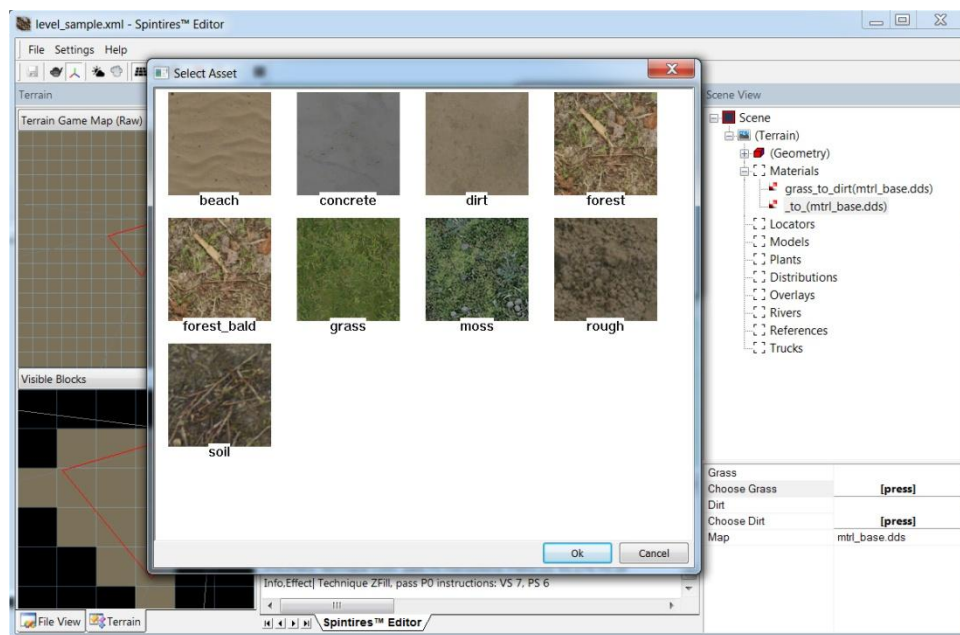 level_sample.xml - Spintires™ Editor
File Settings Help
Select Asset
Terrain
Scene View
Terrain Game Map (Raw)
beach concrete dirt forest
forest_bald grass moss rough
soil
Ok Cancel
Scene
(Terrain)
(Geometry)
Materials
grass_to_dirt(mtrl_base.dds)
_to_(mtrl_base.dds)
Locators
Models
Plants
Distributions
Overlays
Rivers
References
Trucks
Visible Blocks
Grass
Choose Grass [press]
Dirt
Choose Dirt [press]
Map mtrl_base.dds
Info,Effect| Technique ZFill, pass P0 instructions: VS 7, PS 6
File View Terrain
Spintires™ Editor